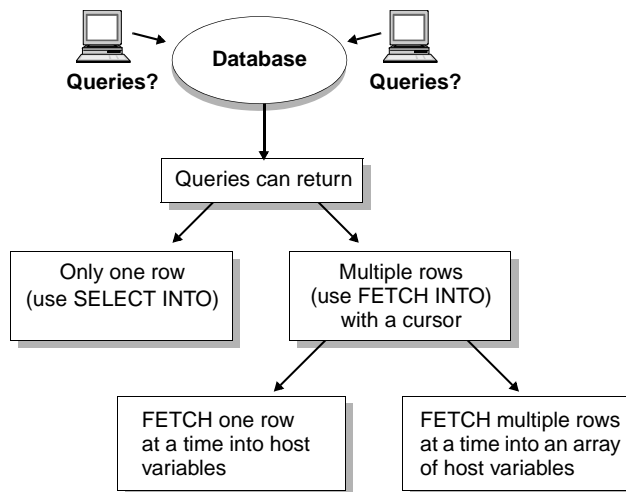 Database
Queries?
Queries?
Queries can return
Only one row
(use SELECT INTO)
Multiple rows
(use FETCH INTO)
with a cursor
FETCH one row
at a time into host
variables
FETCH multiple rows
at a time into an array
of host variables